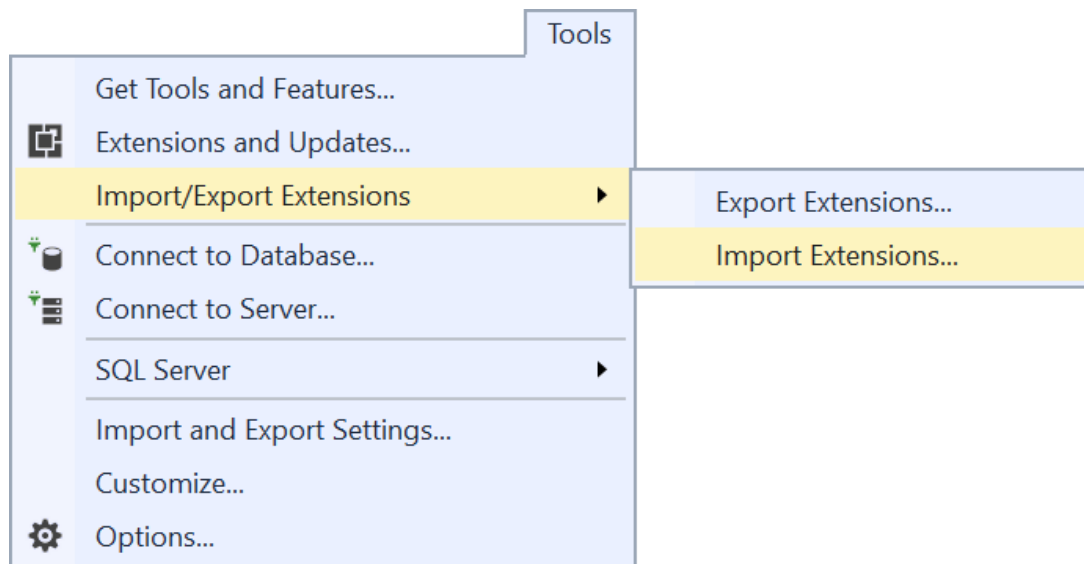 Tools
Get Tools and Features...
Extensions and Updates...
Import/Export Extensions
Export Extensions...
Import Extensions...
Connect to Database...
Connect to Server...
SQL Server
Import and Export Settings...
Customize...
Options...